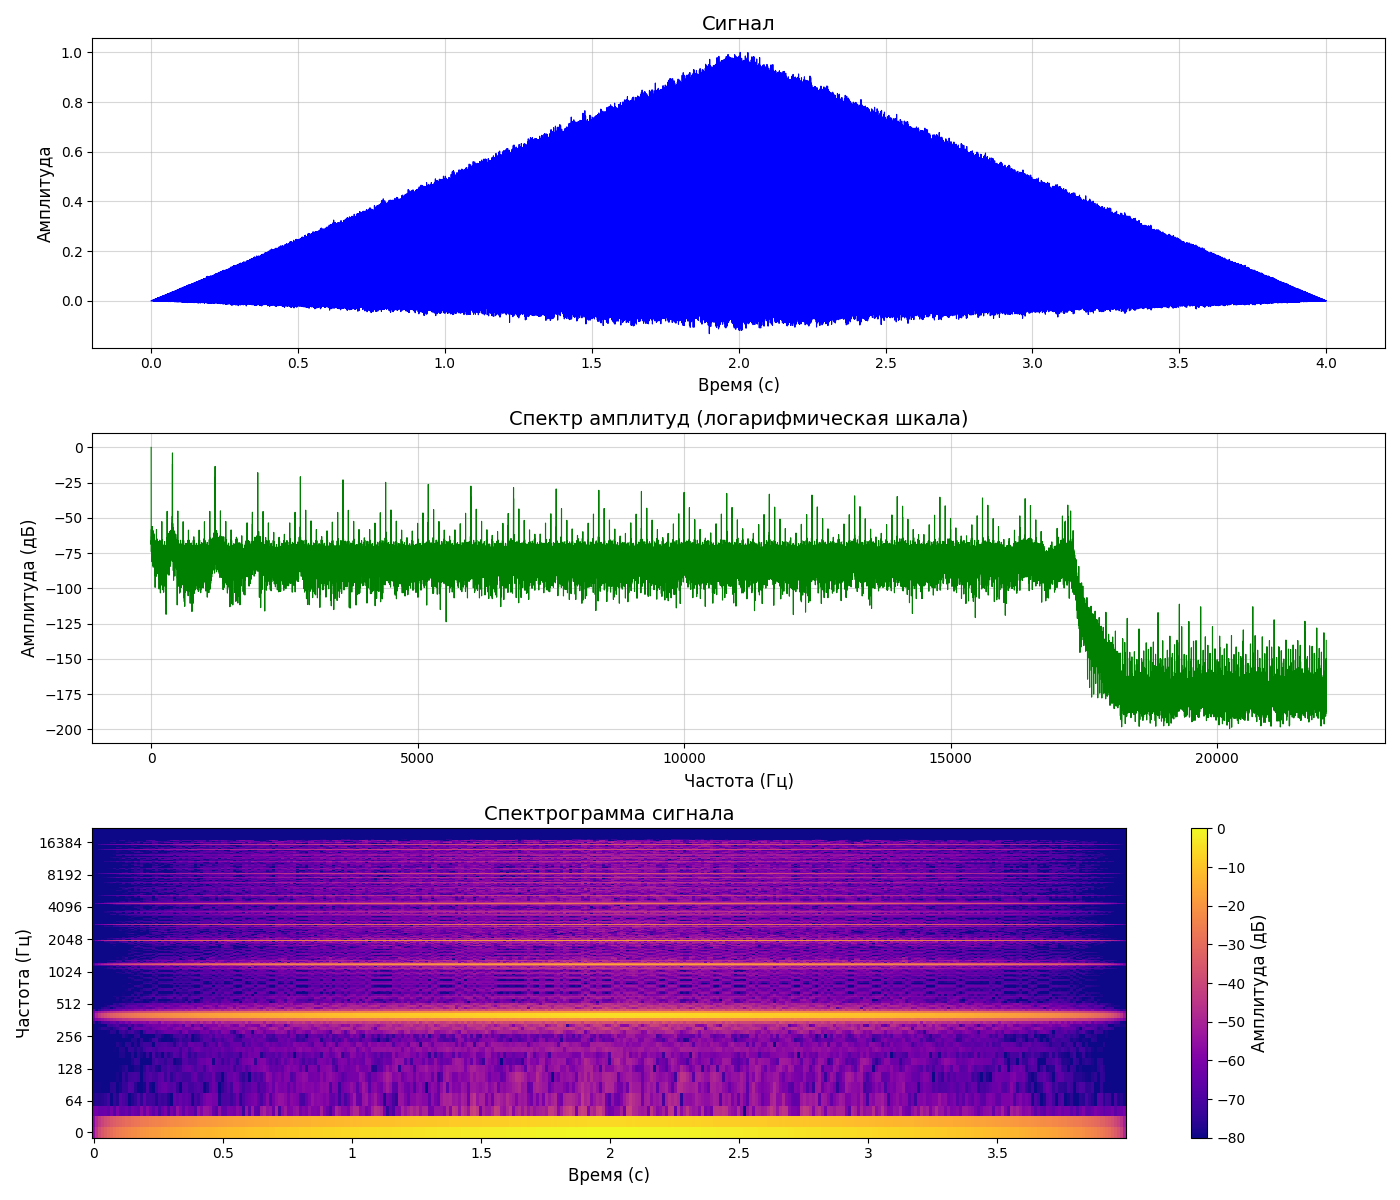 Сигнал
1.0
0.8
0.6
0.4
0.2
0.0
Амплитуда
0.0 0.5 1.0 1.5 2.0 2.5 3.0 3.5 4.0
Время (с)
Спектр амплитуд (логарифмическая шкала)
0
−25
−50
−75
−100
−125
−150
−175
−200
Амплитуда (дБ)
0 5000 10000 15000 20000
Частота (Гц)
Спектрограмма сигнала
16384
8192
4096
2048
1024
512
256
128
64
0
Частота (Гц)
0 0.5 1 1.5 2 2.5 3 3.5
Время (с)
0
−10
−20
−30
−40
−50
−60
−70
−80
Амплитуда (дБ)